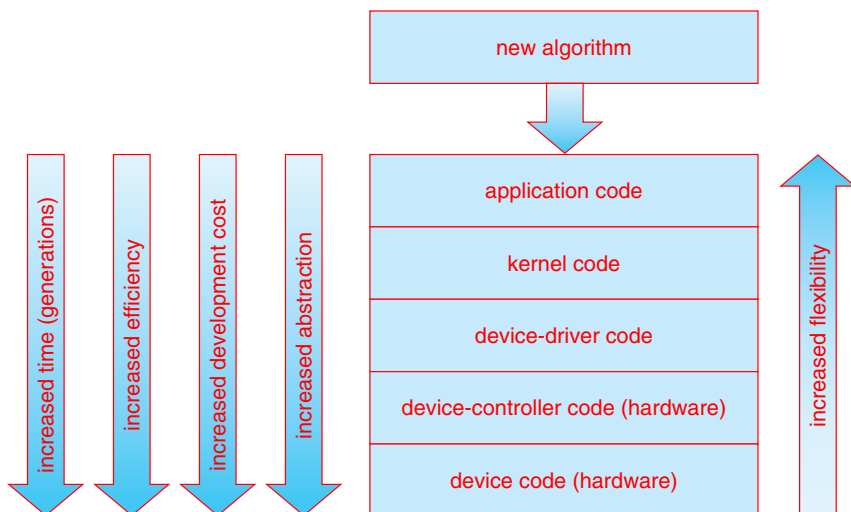 new algorithm
increased time (generations)
increased efficiency
increased development cost
increased abstraction
application code
kernel code
device-driver code
device-controller code (hardware)
device code (hardware)
increased flexibility